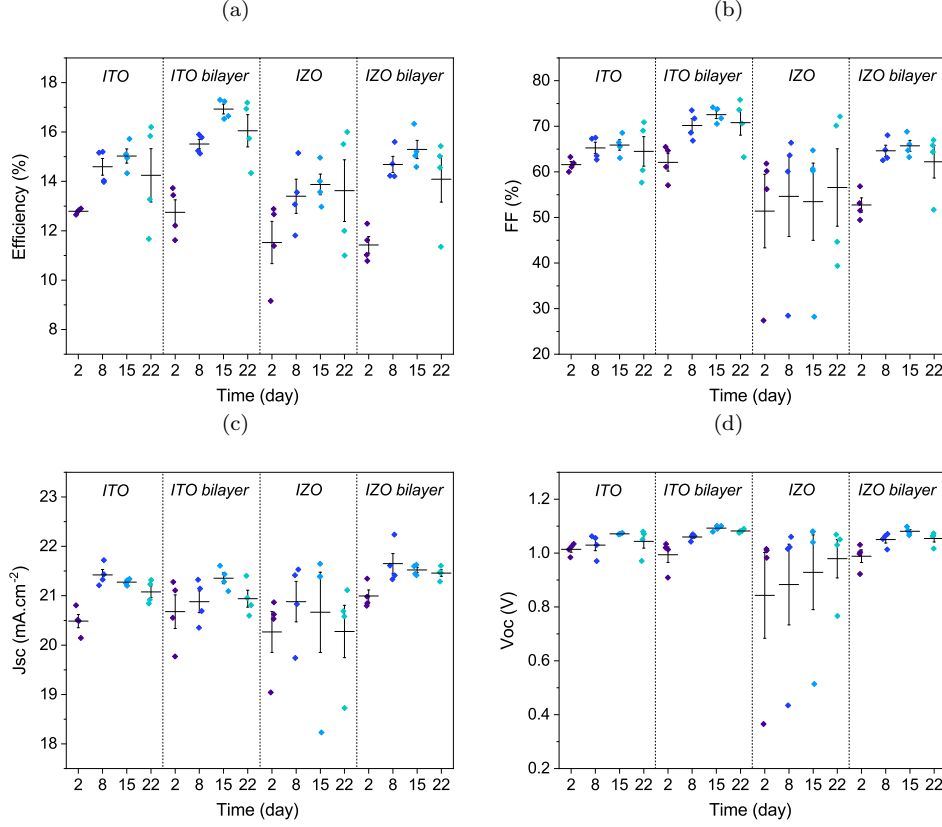 (a)
ITO ITO bilayer IZO IZO bilayer
18
16
14
12
10
8
Efficiency (%)
2 8 15 22 2 8 15 22 2 8 15 22 2 8 15 22
Time (day)
(b)
ITO ITO bilayer IZO IZO bilayer
80
70
60
50
40
30
20
FF (%)
2 8 15 22 2 8 15 22 2 8 15 22 2 8 15 22
Time (day)
(c)
ITO ITO bilayer IZO IZO bilayer
23
22
21
20
19
18
Jsc (mA.cm⁻²)
2 8 15 22 2 8 15 22 2 8 15 22 2 8 15 22
Time (day)
(d)
ITO ITO bilayer IZO IZO bilayer
1.2
1.0
0.8
0.6
0.4
0.2
Voc (V)
2 8 15 22 2 8 15 22 2 8 15 22 2 8 15 22
Time (day)